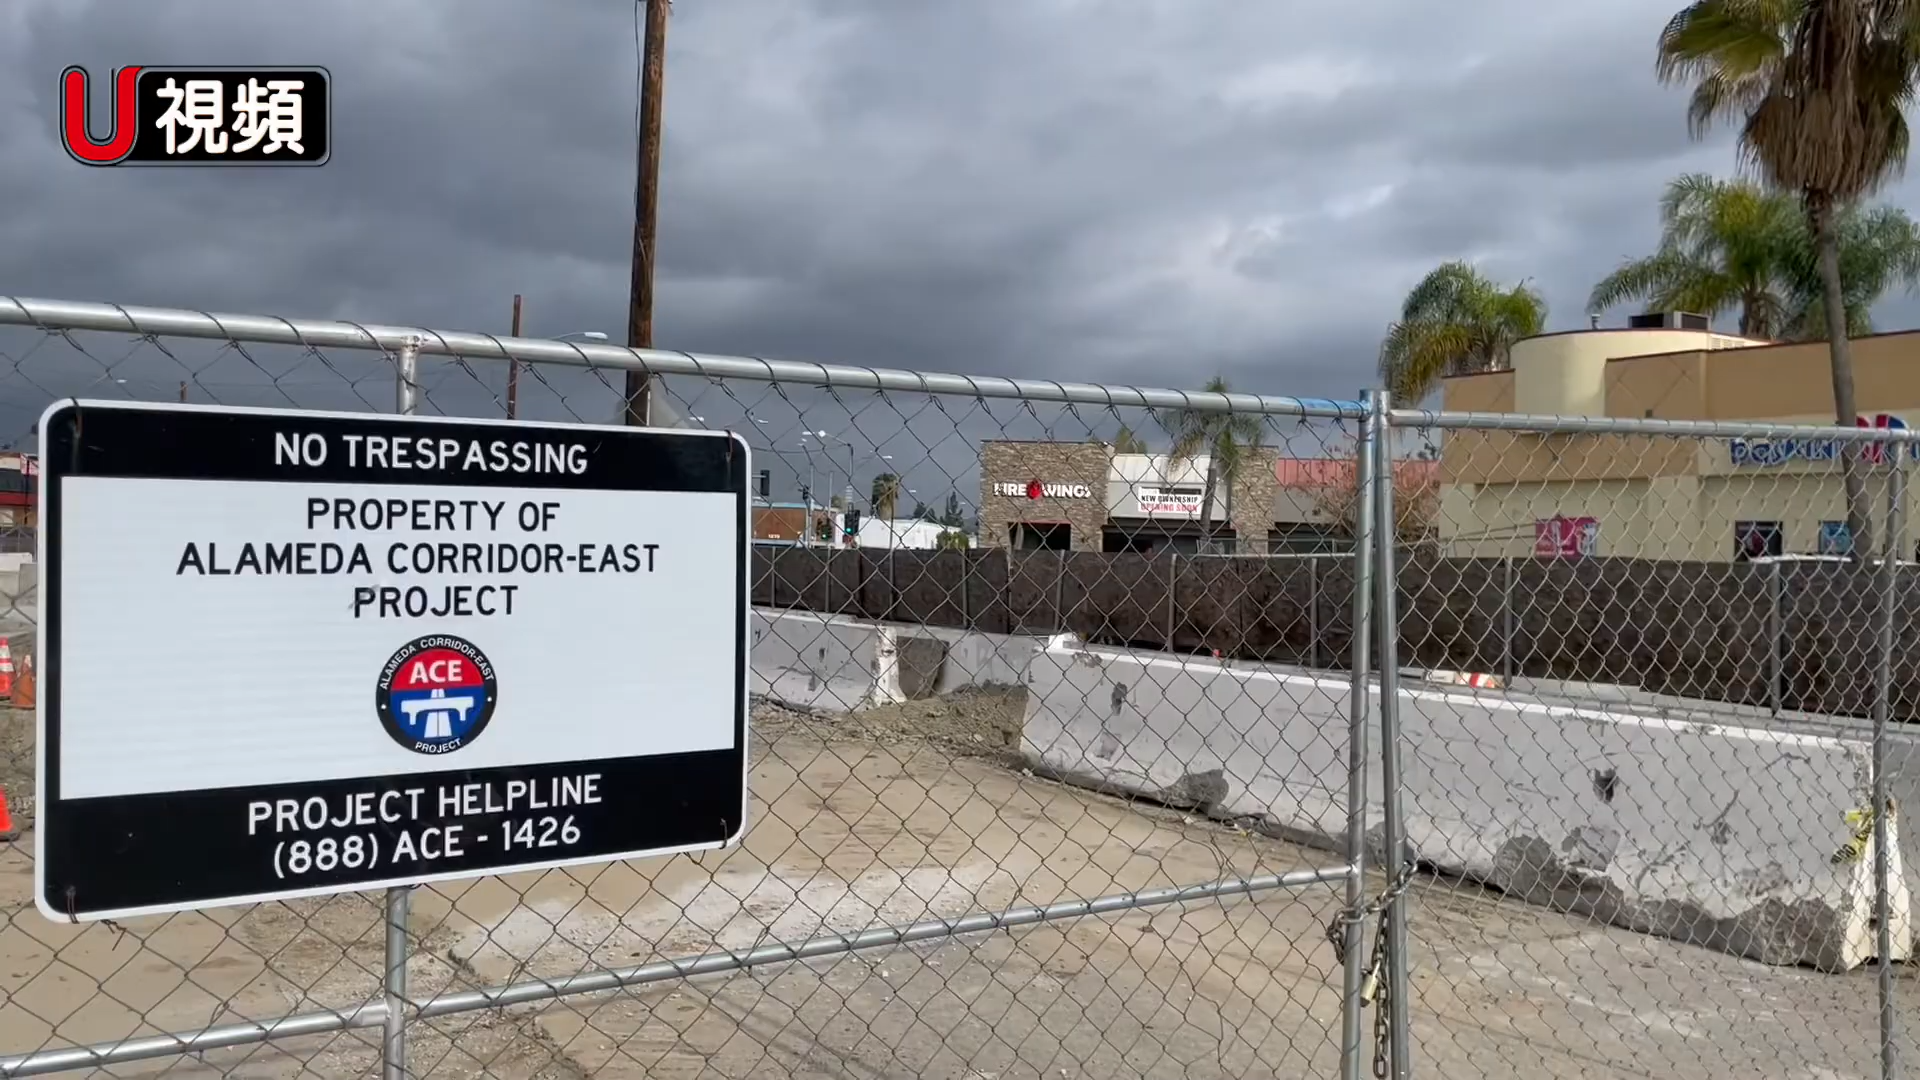 U視頻
NO TRESPASSING
PROPERTY OF
ALAMEDA CORRIDOR-EAST
PROJECT
ALAMEDA CORRIDOR-EAST
ACE
PROJECT
PROJECT HELPLINE
(888) ACE - 1426
FIRE WINGS
NEW OWNERSHIP
OPENING SOON